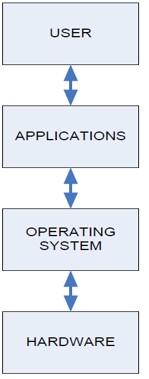 USER
APPLICATIONS
OPERATING
SYSTEM
HARDWARE